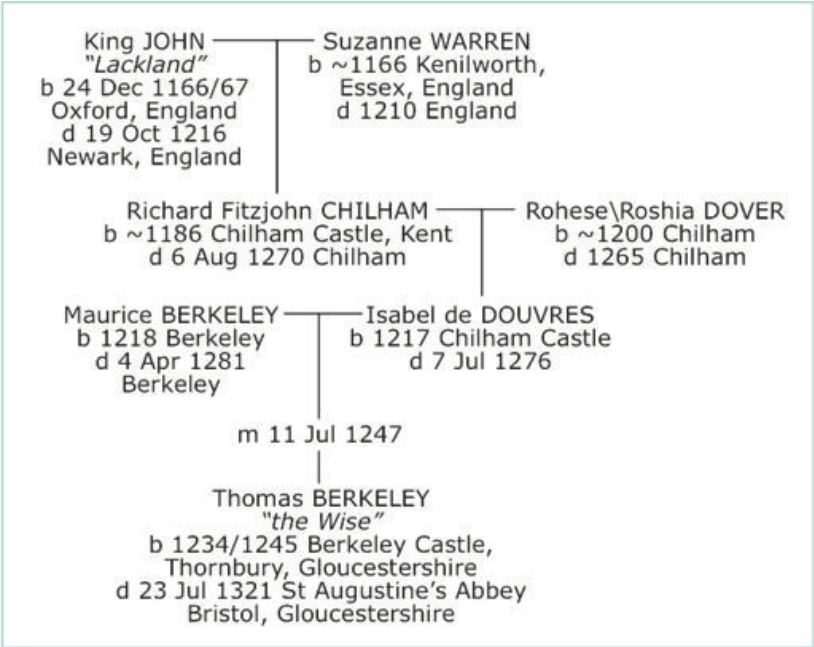 King JOHN
"Lackland"
b 24 Dec 1166/67
Oxford, England
d 19 Oct 1216
Newark, England
Suzanne WARREN
b ~1166 Kenilworth,
Essex, England
d 1210 England
Richard Fitzjohn CHILHAM
b ~1186 Chilham Castle, Kent
d 6 Aug 1270 Chilham
Rohese\Roshia DOVER
b ~1200 Chilham
d 1265 Chilham
Maurice BERKELEY
b 1218 Berkeley
d 4 Apr 1281
Berkeley
Isabel de DOUVRES
b 1217 Chilham Castle
d 7 Jul 1276
m 11 Jul 1247
Thomas BERKELEY
"the Wise"
b 1234/1245 Berkeley Castle,
Thornbury, Gloucestershire
d 23 Jul 1321 St Augustine's Abbey
Bristol, Gloucestershire